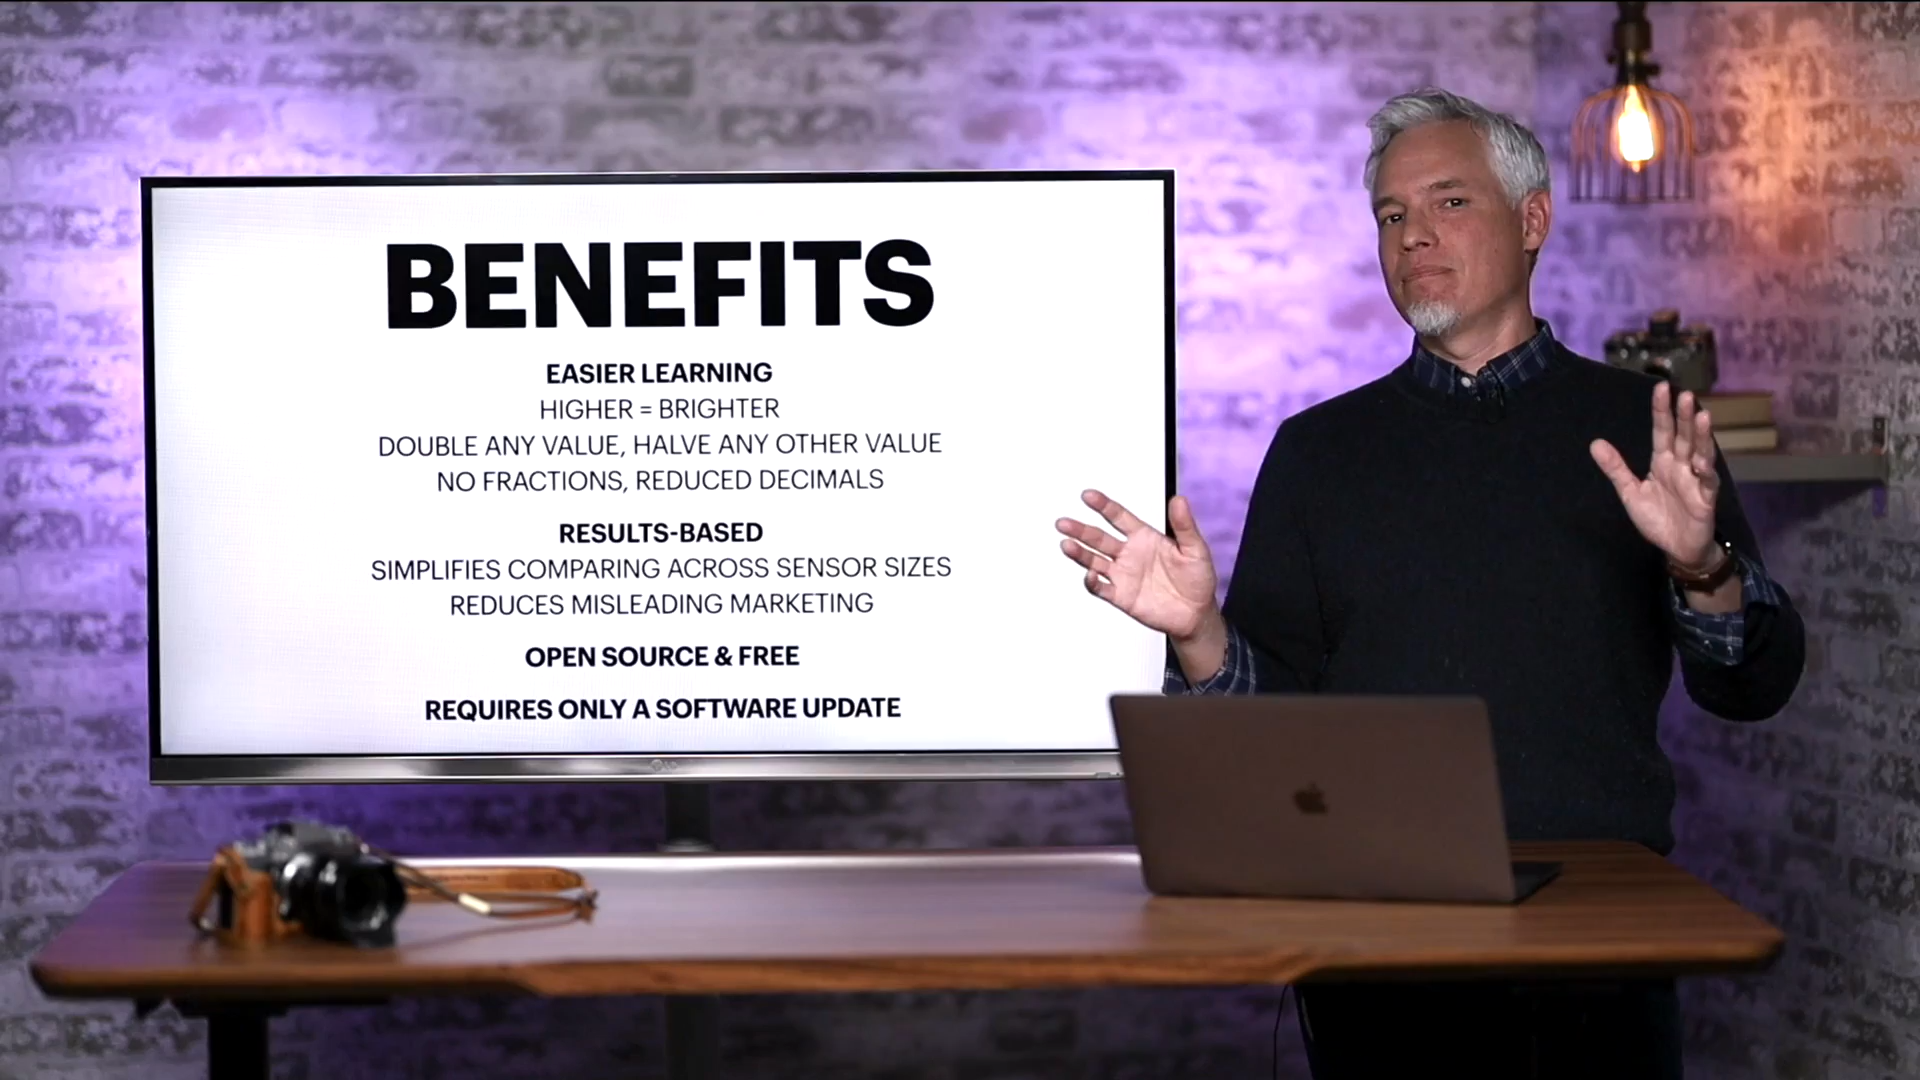 BENEFITS
EASIER LEARNING
HIGHER = BRIGHTER
DOUBLE ANY VALUE, HALVE ANY OTHER VALUE
NO FRACTIONS, REDUCED DECIMALS
RESULTS-BASED
SIMPLIFIES COMPARING ACROSS SENSOR SIZES
REDUCES MISLEADING MARKETING
OPEN SOURCE & FREE
REQUIRES ONLY A SOFTWARE UPDATE
LG